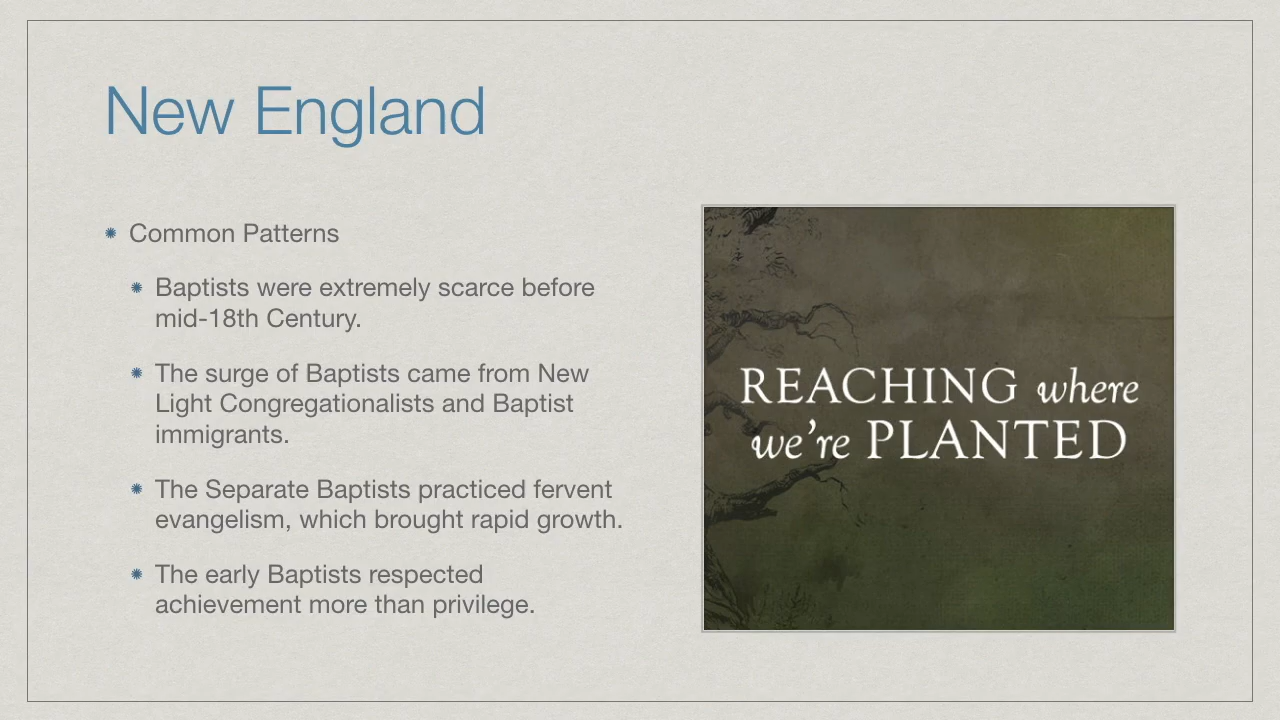 New England
Common Patterns
Baptists were extremely scarce before
mid-18th Century.
The surge of Baptists came from New
Light Congregationalists and Baptist
immigrants.
The Separate Baptists practiced fervent
evangelism, which brought rapid growth.
The early Baptists respected
achievement more than privilege.
REACHING where
we’re PLANTED